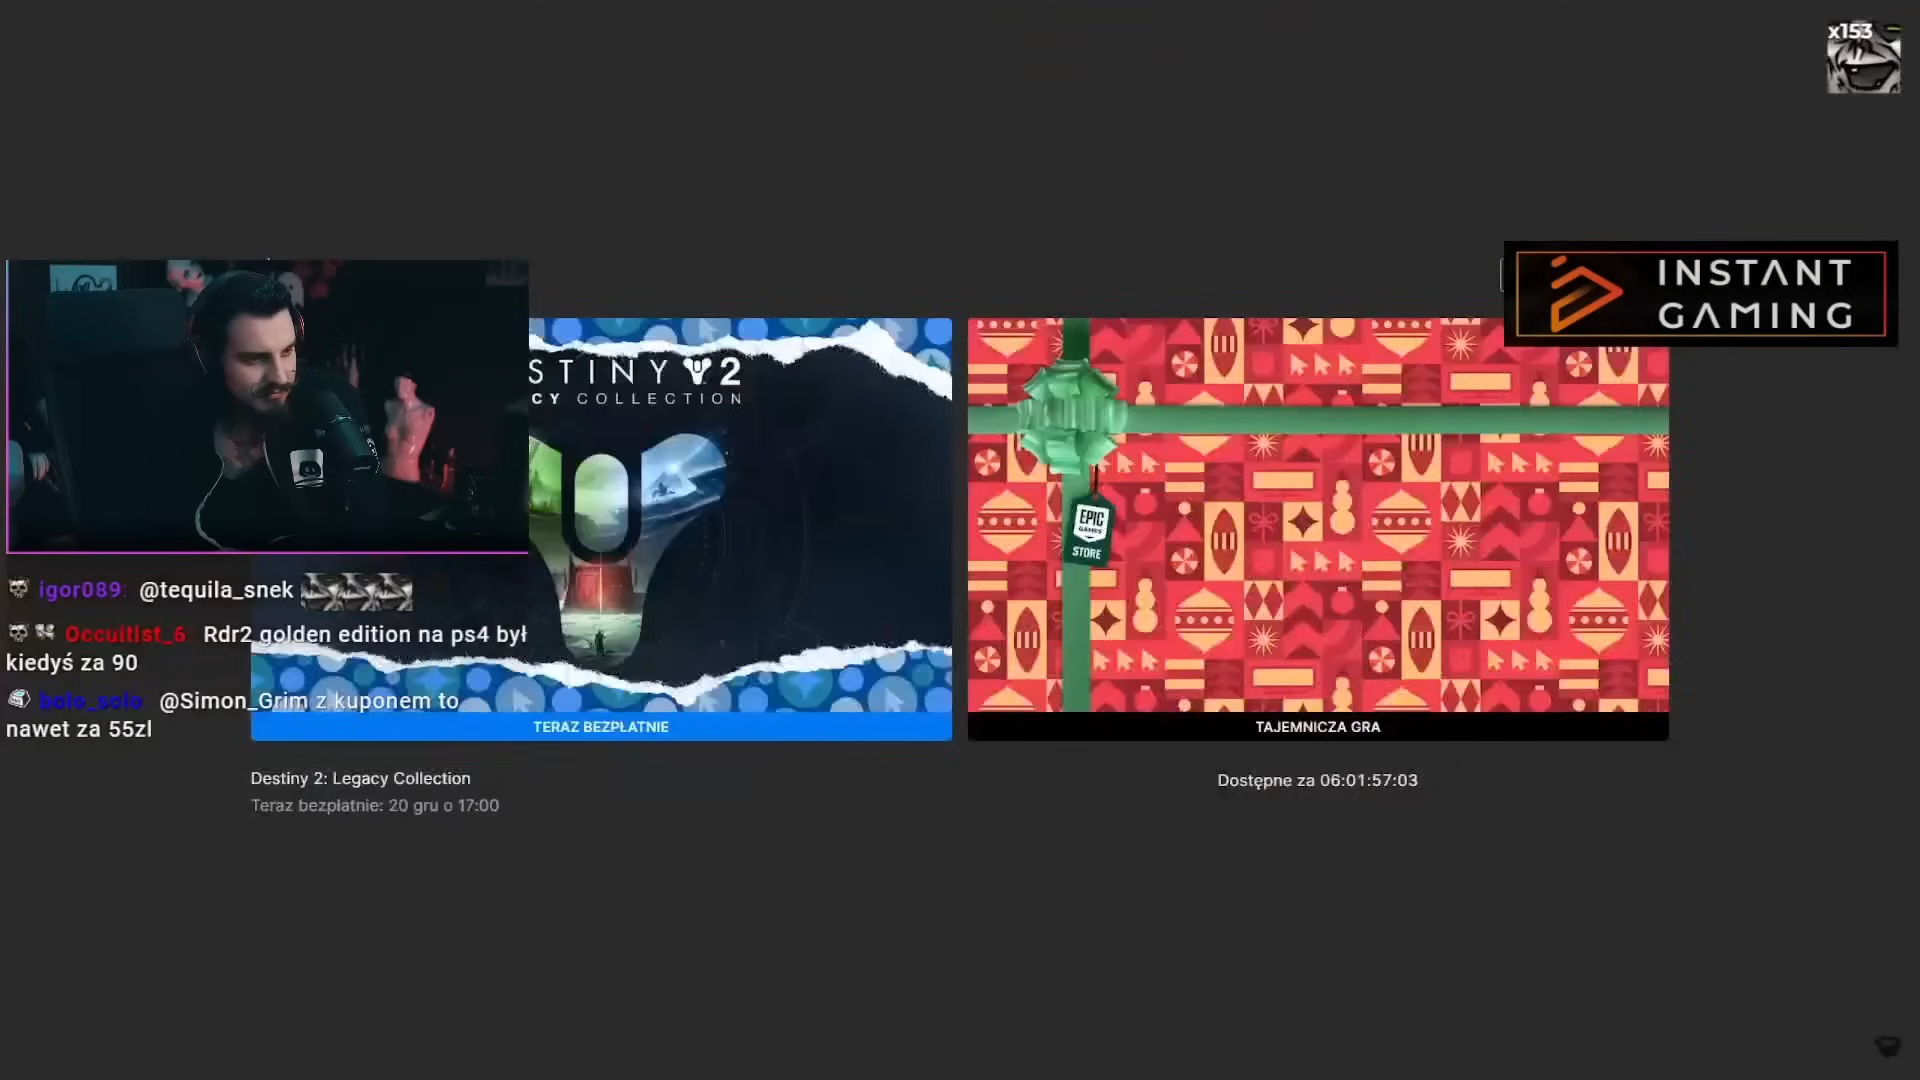 x153
INSTANT
GAMING
STINY 2
CY COLLECTION
EPIC
GAMES
STORE
igor089: @tequila_snek
Occultist_6 Rdr2 golden edition na ps4 był
kiedyś za 90
bolo_solo @Simon_Grim z kuponem to
nawet za 55zl
TERAZ BEZPŁATNIE
TAJEMNICZA GRA
Destiny 2: Legacy Collection
Teraz bezpłatnie: 20 gru o 17:00
Dostępne za 06:01:57:03